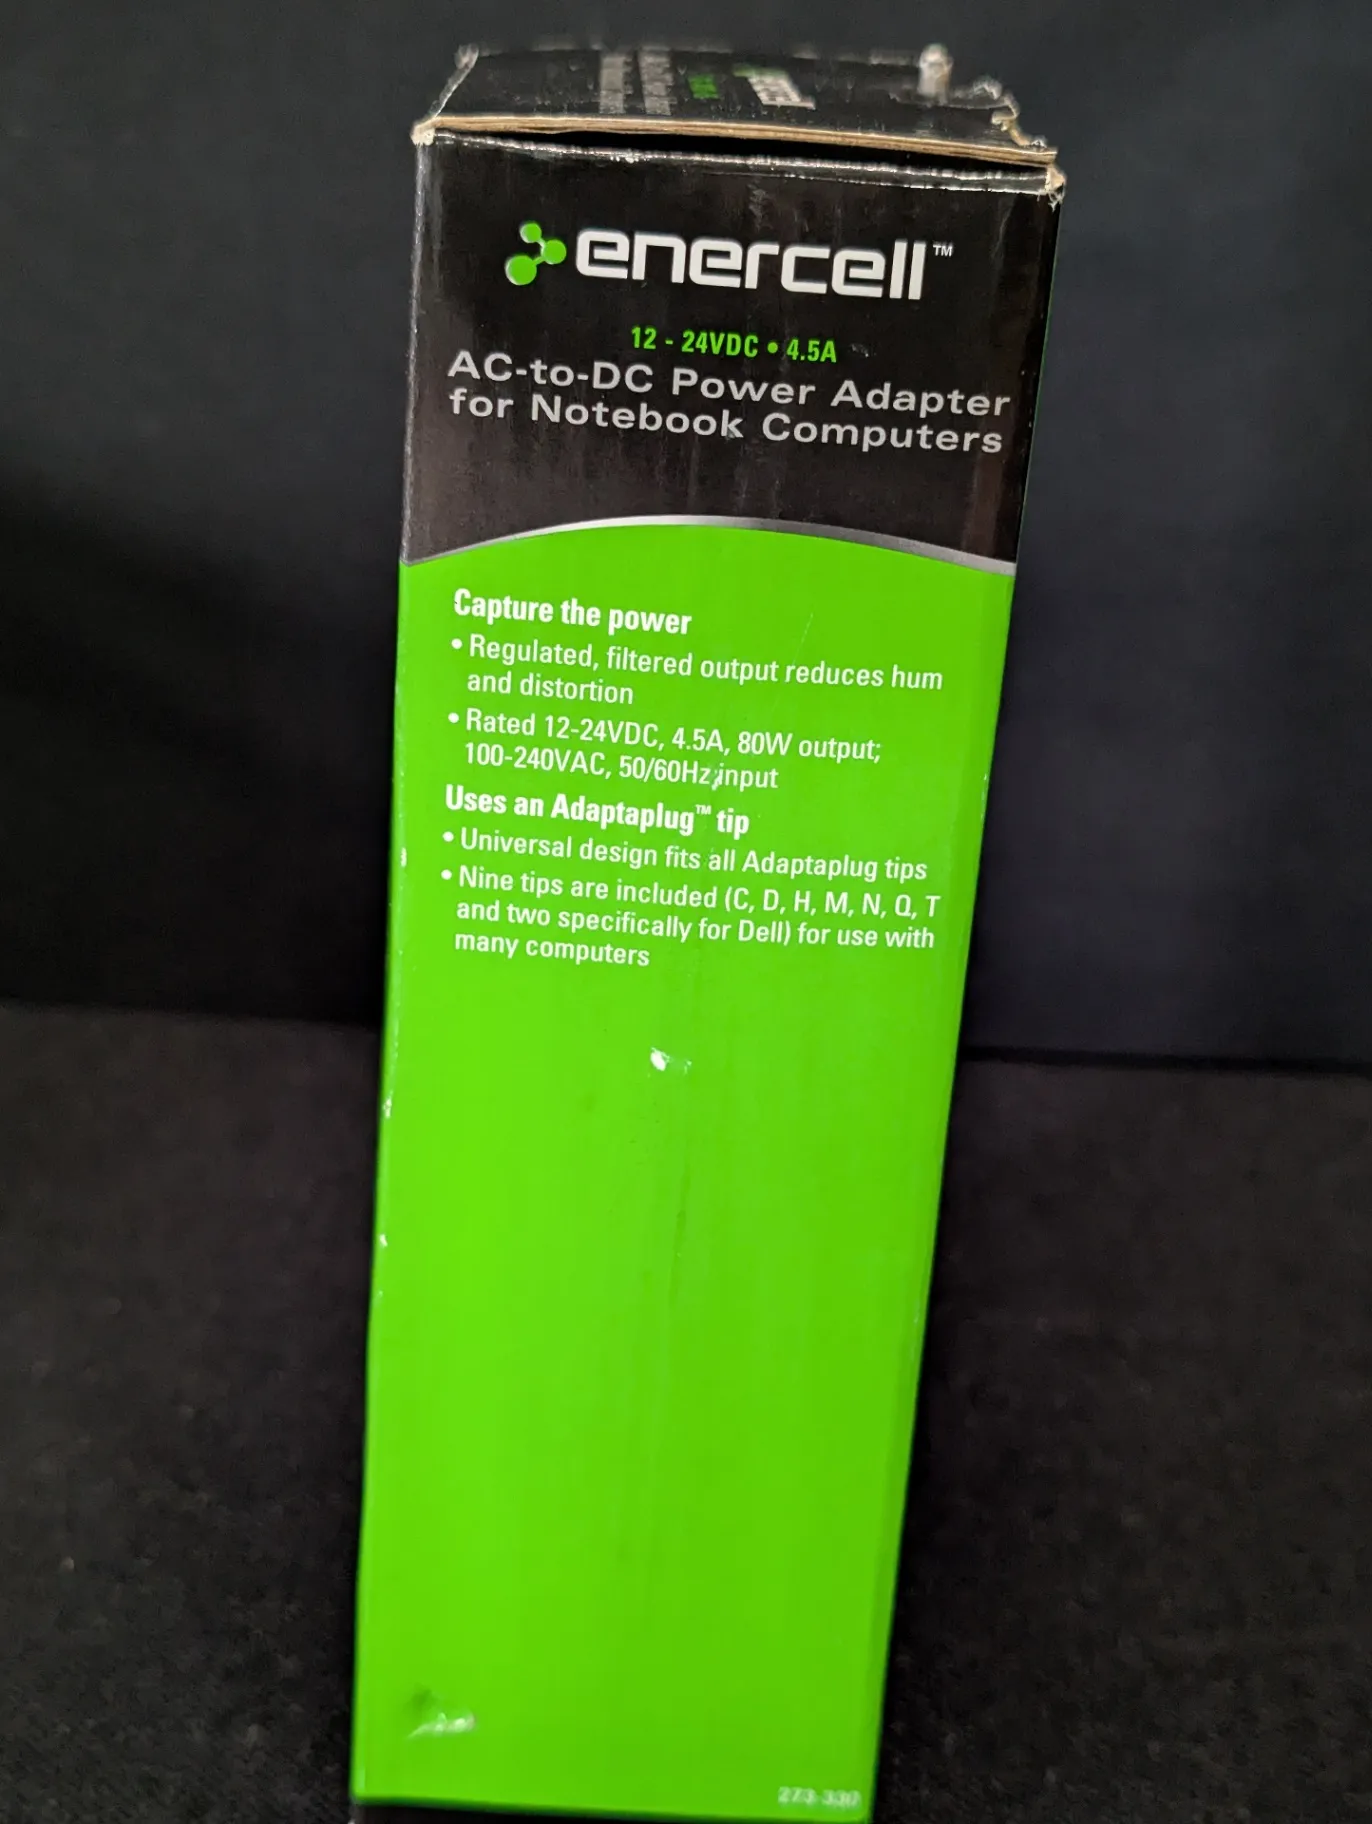 enercell™
12 - 24VDC • 4.5A
AC-to-DC Power Adapter
for Notebook Computers
Capture the power
• Regulated, filtered output reduces hum
and distortion
• Rated 12-24VDC, 4.5A, 80W output;
100-240VAC, 50/60Hz input
Uses an Adaptaplug™ tip
• Universal design fits all Adaptaplug tips
• Nine tips are included (C, D, H, M, N, Q, T
and two specifically for Dell) for use with
many computers
273-330